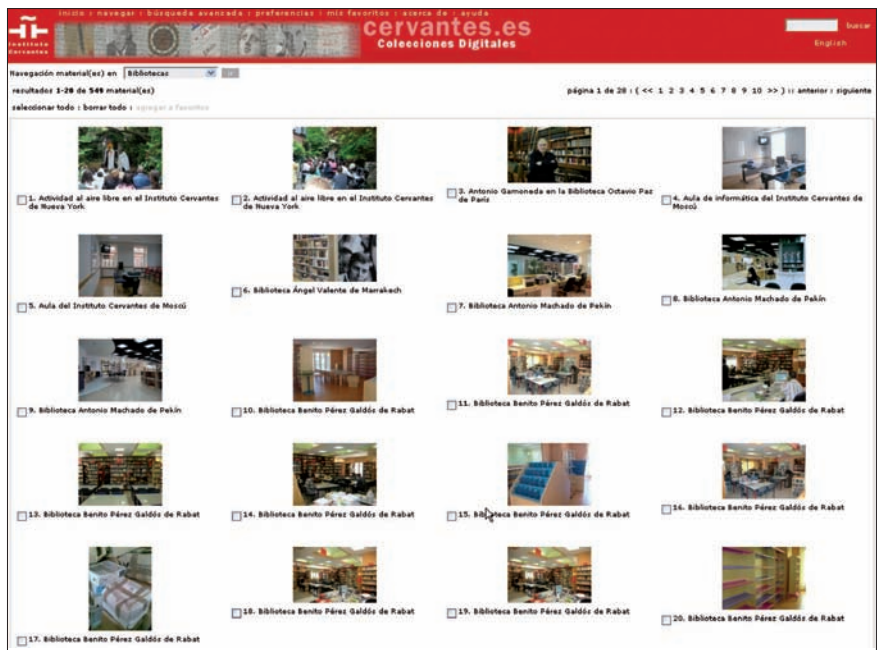 inicio : navegar : búsqueda avanzada : preferencias : mis favoritos : acerca de : ayuda
Instituto
Cervantes
cervantes.es
Colecciones Digitales
buscar
English
Navegación material(es) en Bibliotecas
resultados 1-20 de 549 material(es)
página 1 de 28 : ( << 1 2 3 4 5 6 7 8 9 10 >> ) :: anterior : siguiente
seleccionar todo : borrar todo : agregar a favoritos
1. Actividad al aire libre en el Instituto Cervantes
de Nueva York
2. Actividad al aire libre en el Instituto Cervantes
de Nueva York
3. Antonio Gamoneda en la Biblioteca Octavio Paz
de París
4. Aula de informática del Instituto Cervantes de
Moscú
5. Aula del Instituto Cervantes de Moscú
6. Biblioteca Ángel Valente de Marrakech
7. Biblioteca Antonio Machado de Pekín
8. Biblioteca Antonio Machado de Pekín
9. Biblioteca Antonio Machado de Pekín
10. Biblioteca Benito Pérez Galdós de Rabat
11. Biblioteca Benito Pérez Galdós de Rabat
12. Biblioteca Benito Pérez Galdós de Rabat
13. Biblioteca Benito Pérez Galdós de Rabat
14. Biblioteca Benito Pérez Galdós de Rabat
15. Biblioteca Benito Pérez Galdós de Rabat
16. Biblioteca Benito Pérez Galdós de Rabat
17. Biblioteca Benito Pérez Galdós de Rabat
18. Biblioteca Benito Pérez Galdós de Rabat
19. Biblioteca Benito Pérez Galdós de Rabat
20. Biblioteca Benito Pérez Galdós de Rabat